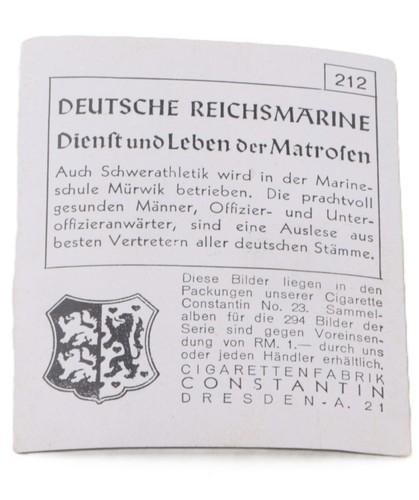 212
DEUTSCHE REICHSMARINE
Dienst und Leben der Matrosen
Auch Schwerathletik wird in der Marine-
schule Mürwik betrieben. Die prachtvoll
gesunden Männer, Offizier- und Unter-
offizieranwärter, sind eine Auslese aus
besten Vertretern aller deutschen Stämme.
Diese Bilder liegen in den
Packungen unserer Cigarette
Constantin No. 23. Sammel-
alben für die 294 Bilder der
Serie sind gegen Voreinsen-
dung von RM. 1.— durch uns
oder jeden Händler erhältlich.
CIGARETTENFABRIK
CONSTANTIN
DRESDEN-A. 21